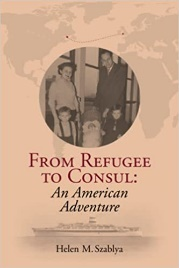 FROM REFUGEE
TO CONSUL:
An American
Adventure
Helen M. Szablya